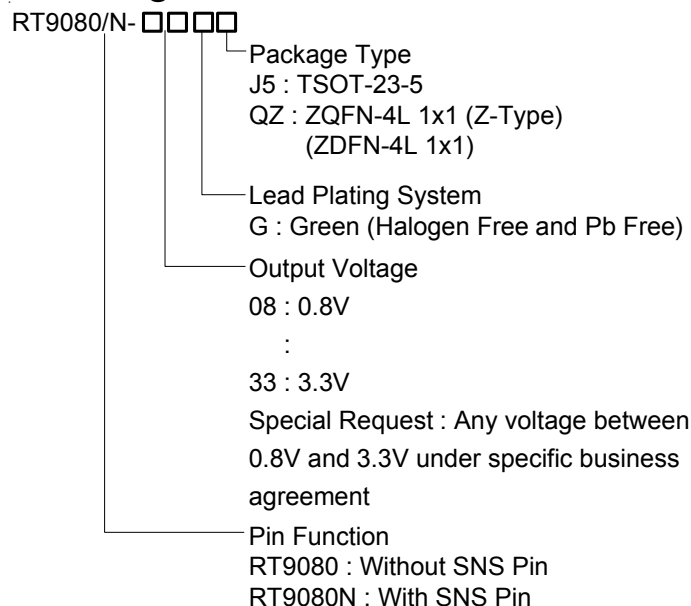 RT9080/N- □□□□
Package Type
J5 : TSOT-23-5
QZ : ZQFN-4L 1x1 (Z-Type)
(ZDFN-4L 1x1)
Lead Plating System
G : Green (Halogen Free and Pb Free)
Output Voltage
08 : 0.8V
:
33 : 3.3V
Special Request : Any voltage between
0.8V and 3.3V under specific business
agreement
Pin Function
RT9080 : Without SNS Pin
RT9080N : With SNS Pin